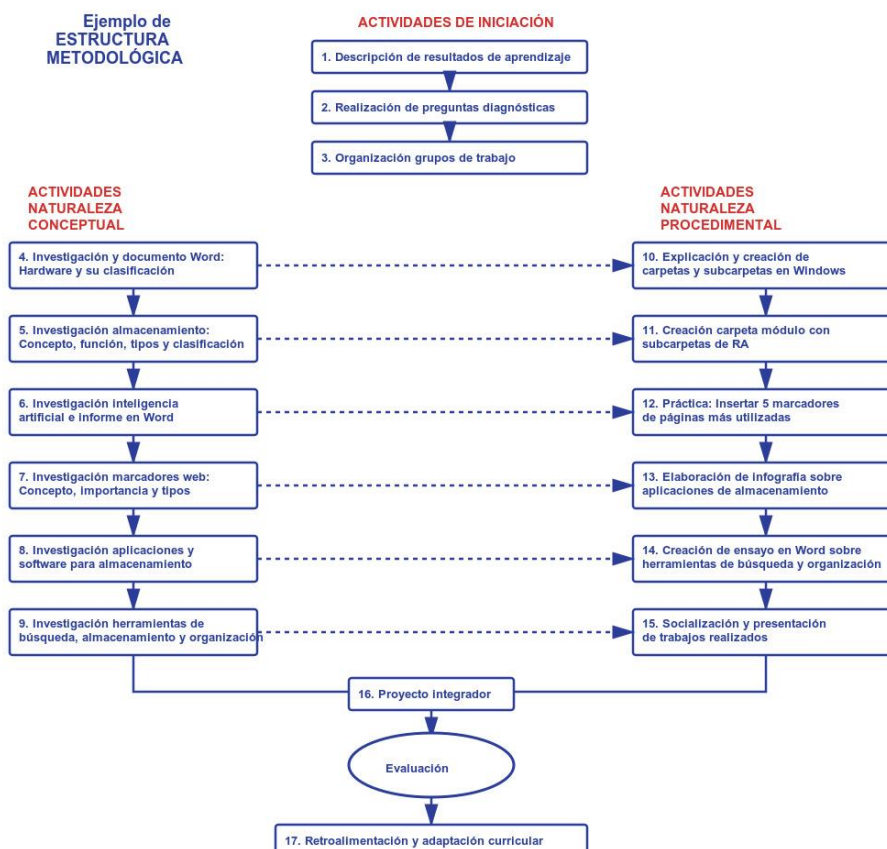 Ejemplo de
ESTRUCTURA
METODOLÓGICA
ACTIVIDADES DE INICIACIÓN
1. Descripción de resultados de aprendizaje
2. Realización de preguntas diagnósticas
3. Organización grupos de trabajo
ACTIVIDADES
NATURALEZA
CONCEPTUAL
4. Investigación y documento Word:
Hardware y su clasificación
5. Investigación almacenamiento:
Concepto, función, tipos y clasificación
6. Investigación inteligencia
artificial e informe en Word
7. Investigación marcadores web:
Concepto, importancia y tipos
8. Investigación aplicaciones y
software para almacenamiento
9. Investigación herramientas de
búsqueda, almacenamiento y organización
ACTIVIDADES
NATURALEZA
PROCEDIMENTAL
10. Explicación y creación de
carpetas y subcarpetas en Windows
11. Creación carpeta módulo con
subcarpetas de RA
12. Práctica: Insertar 5 marcadores
de páginas más utilizadas
13. Elaboración de infografía sobre
aplicaciones de almacenamiento
14. Creación de ensayo en Word sobre
herramientas de búsqueda y organización
15. Socialización y presentación
de trabajos realizados
16. Proyecto integrador
Evaluación
17. Retroalimentación y adaptación curricular